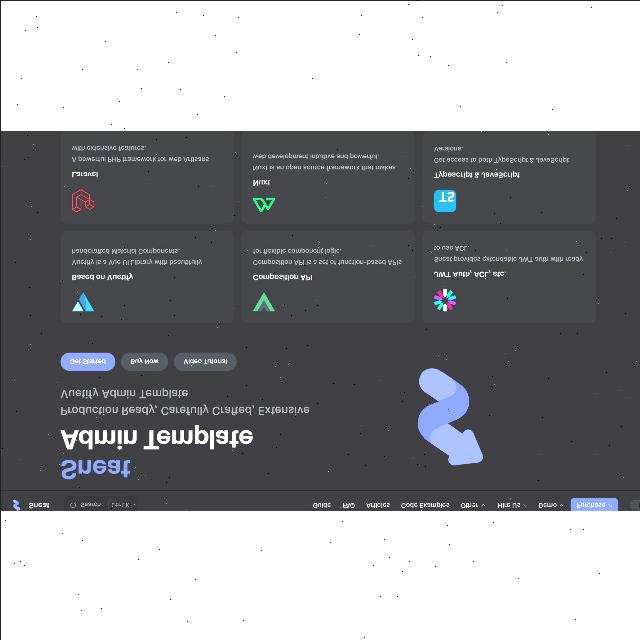 Sneat
Search
Guide FAQ Articles Code Examples Other Hire Us Demo Purchase
Sneat
Admin Template
Production Ready, Carefully Crafted, Extensive
Vuetify Admin Template
Get Started Buy Now Video Tutorial
Based on Vuetify
Vuetify is a Vue UI Library with beautifully
handcrafted Material Components.
Composition API
Composition API is a set of function-based APIs
for flexible component logic.
JWT Auth, ACL, etc.
Sneat provides extendable JWT auth with ready
to use ACL.
Laravel
A powerful PHP framework for web Artisans
with extensive features.
Nuxt
Nuxt is an open source framework that makes
web development intuitive and powerful.
TS
Typescript & JavaScript
Get access to both TypeScript & JavaScript
Versions.